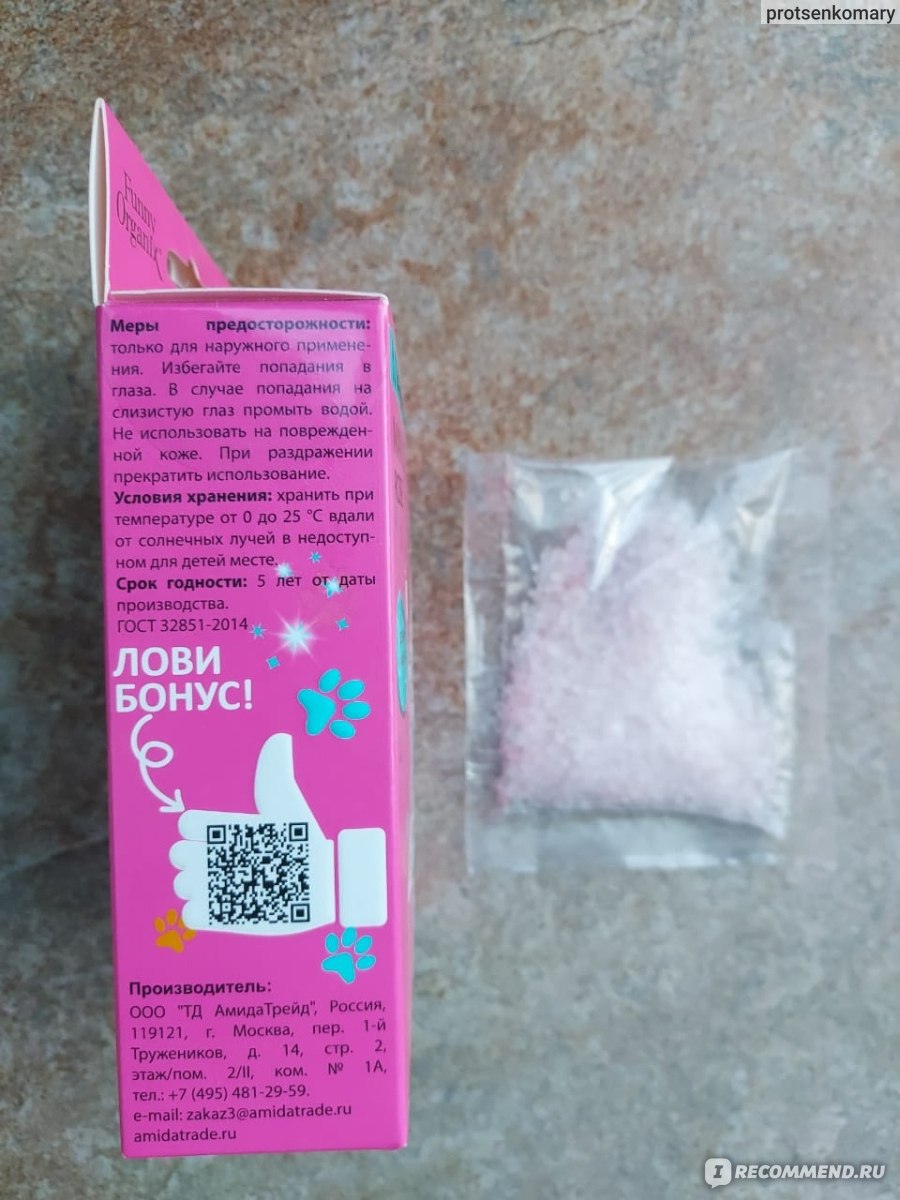 protsenkomary
Funny
Organix
Меры предосторожности:
только для наружного примене-
ния. Избегайте попадания в
глаза. В случае попадания на
слизистую глаз промыть водой.
Не использовать на поврежден-
ной коже. При раздражении
прекратить использование.
Условия хранения: хранить при
температуре от 0 до 25 °C вдали
от солнечных лучей в недоступ-
ном для детей месте.
Срок годности: 5 лет от даты
производства.
ГОСТ 32851-2014
ЛОВИ
БОНУС!
Производитель:
ООО "ТД АмидаТрейд", Россия,
119121, г. Москва, пер. 1-й
Тружеников, д. 14, стр. 2,
этаж/пом. 2/II, ком. № 1А,
тел.: +7 (495) 481-29-59.
e-mail: zakaz3@amidatrade.ru
amidatrade.ru
IRECOMMEND.RU